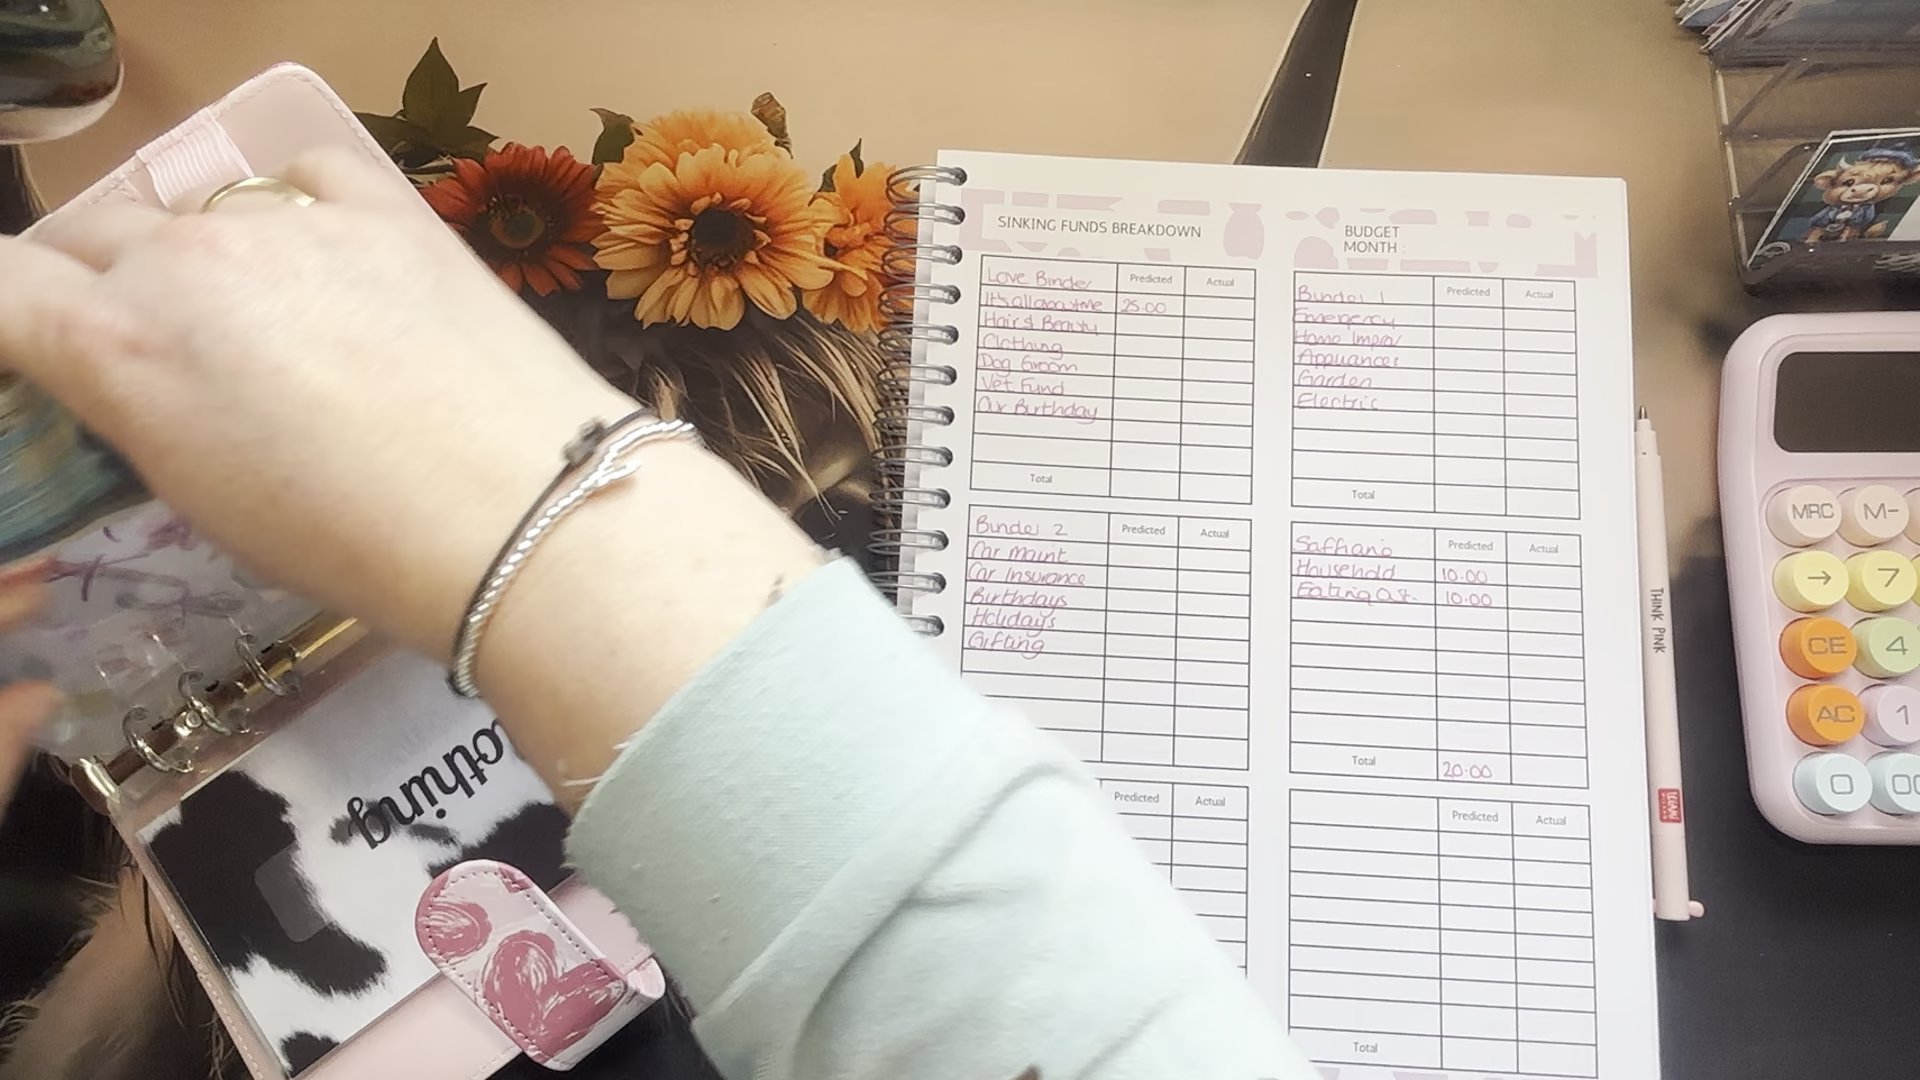 SINKING FUNDS BREAKDOWN
BUDGET
MONTH :
Love Binder Predicted Actual
It's all about Me 25.00
Hair & Beauty
Clothing
Dog Groom
Vet Fund
Our Birthday
Total
Binder 1 Predicted Actual
Emergency
Home Improv
Appliances
Garden
Electric
Total
Binder 2 Predicted Actual
Car Maint
Car Insurance
Birthdays
Holidays
Gifting
Saffiano Predicted Actual
Household 10.00
Eating Out 10.00
Total 20.00
Predicted Actual
Predicted Actual
Total
othing
THINK PINK
MRC M-
→ 7
CE 4
AC 1
0 00